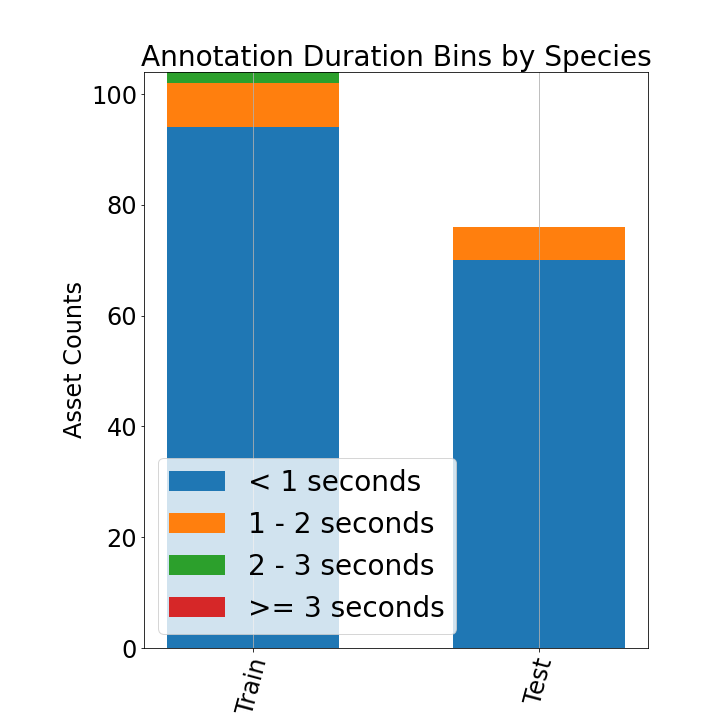 Annotation Duration Bins by Species
Asset Counts
100
80
60
40
20
0
< 1 seconds
1 - 2 seconds
2 - 3 seconds
>= 3 seconds
Train
Test